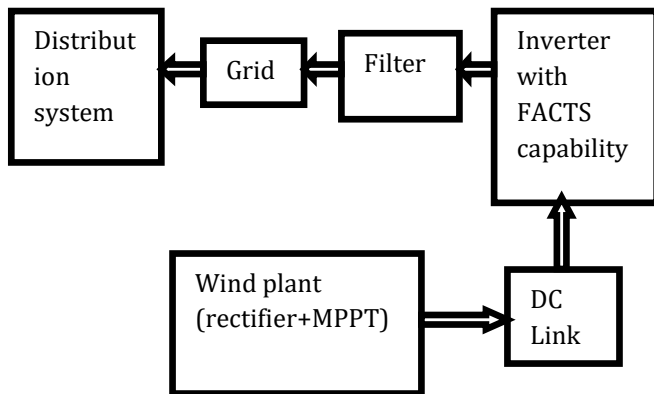 Distribut
ion
system
Grid
Filter
Inverter
with
FACTS
capability
Wind plant
(rectifier+MPPT)
DC
Link